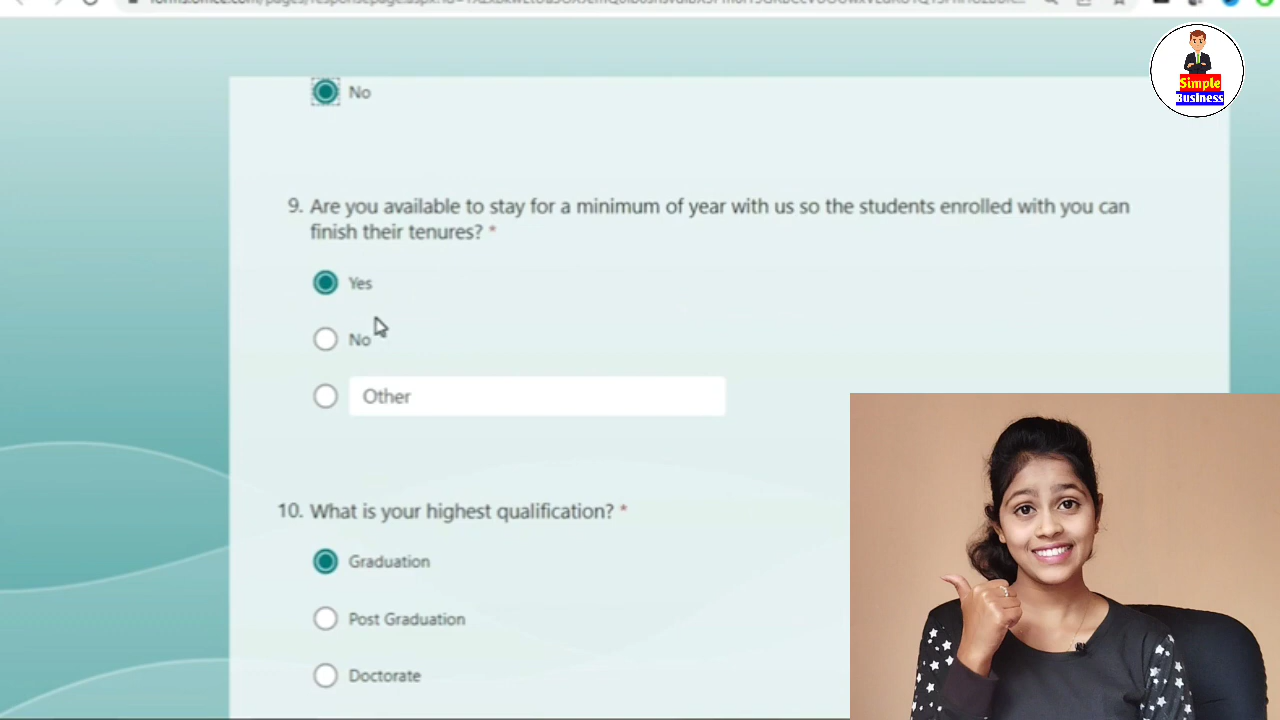 No
Simple
Business
9. Are you available to stay for a minimum of year with us so the students enrolled with you can
finish their tenures? *
Yes
No
Other
10. What is your highest qualification? *
Graduation
Post Graduation
Doctorate